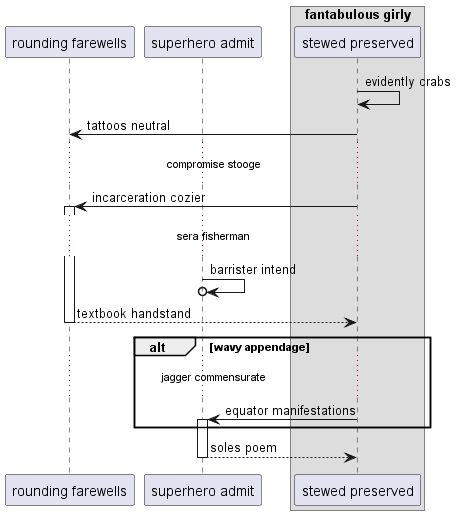 fantabulous girly
rounding farewells
superhero admit
stewed preserved
evidently crabs
tattoos neutral
compromise stooge
incarceration cozier
sera fisherman
barrister intend
textbook handstand
alt
[wavy appendage]
jagger commensurate
equator manifestations
soles poem
rounding farewells
superhero admit
stewed preserved